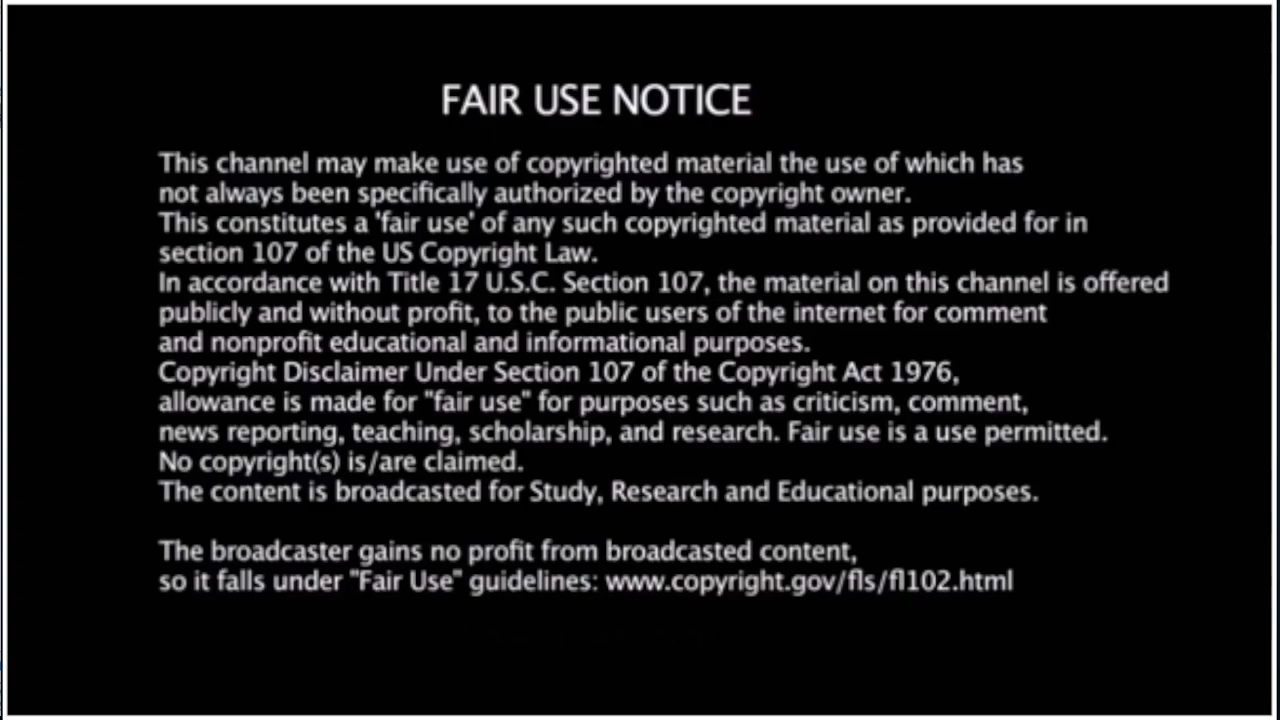 FAIR USE NOTICE
This channel may make use of copyrighted material the use of which has
not always been specifically authorized by the copyright owner.
This constitutes a 'fair use' of any such copyrighted material as provided for in
section 107 of the US Copyright Law.
In accordance with Title 17 U.S.C. Section 107, the material on this channel is offered
publicly and without profit, to the public users of the internet for comment
and nonprofit educational and informational purposes.
Copyright Disclaimer Under Section 107 of the Copyright Act 1976,
allowance is made for "fair use" for purposes such as criticism, comment,
news reporting, teaching, scholarship, and research. Fair use is a use permitted.
No copyright(s) is/are claimed.
The content is broadcasted for Study, Research and Educational purposes.
The broadcaster gains no profit from broadcasted content,
so it falls under "Fair Use" guidelines: www.copyright.gov/fls/fl102.html